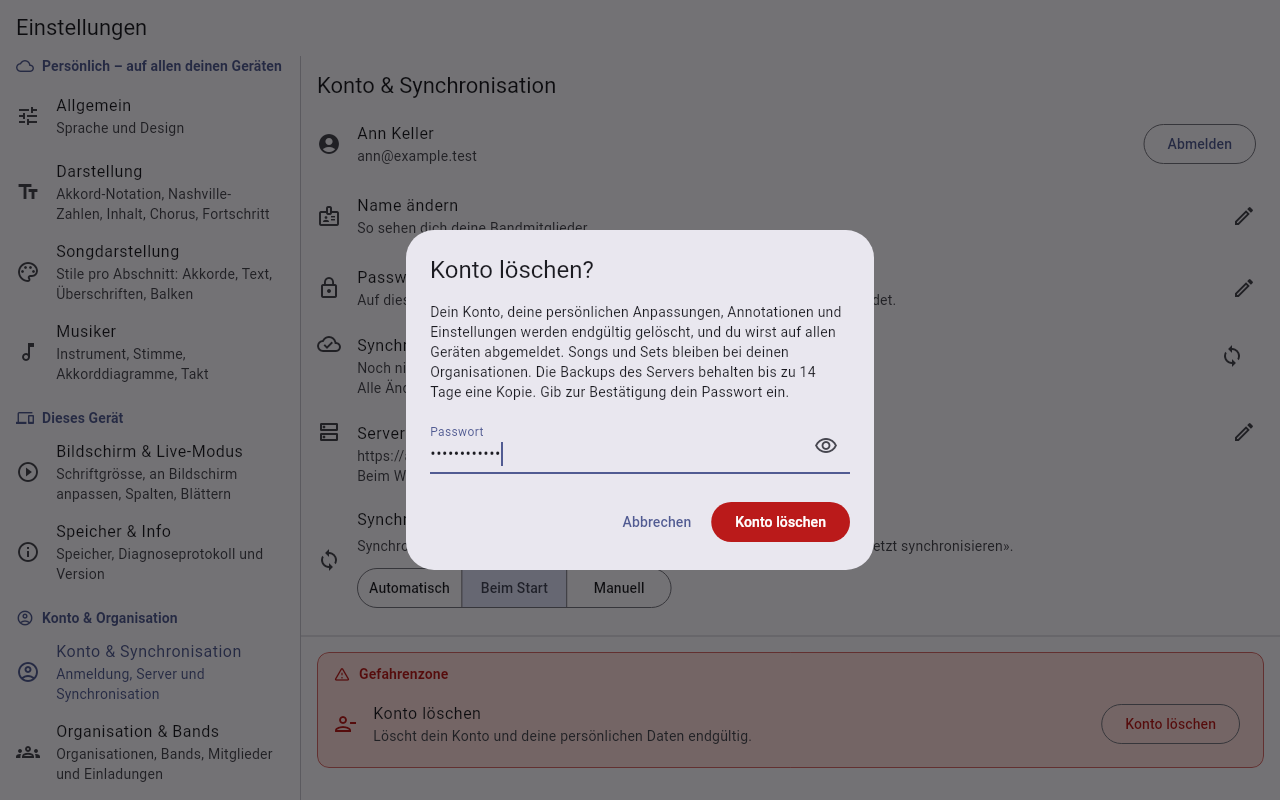 Einstellungen
Persönlich – auf allen deinen Geräten
Allgemein
Sprache und Design
Darstellung
Akkord-Notation, Nashville-
Zahlen, Inhalt, Chorus, Fortschritt
Songdarstellung
Stile pro Abschnitt: Akkorde, Text,
Überschriften, Balken
Musiker
Instrument, Stimme,
Akkorddiagramme, Takt
Dieses Gerät
Bildschirm & Live-Modus
Schriftgrösse, an Bildschirm
anpassen, Spalten, Blättern
Speicher & Info
Speicher, Diagnoseprotokoll und
Version
Konto & Organisation
Konto & Synchronisation
Anmeldung, Server und
Synchronisation
Organisation & Bands
Organisationen, Bands, Mitglieder
und Einladungen
Konto & Synchronisation
Ann Keller
ann@example.test
Abmelden
Name ändern
So sehen dich deine Bandmitglieder
Konto löschen?
Dein Konto, deine persönlichen Anpassungen, Annotationen und
Einstellungen werden endgültig gelöscht, und du wirst auf allen
Geräten abgemeldet. Songs und Sets bleiben bei deinen
Organisationen. Die Backups des Servers behalten bis zu 14
Tage eine Kopie. Gib zur Bestätigung dein Passwort ein.
Passwort
••••••••••••
Abbrechen
Konto löschen
Server
https://
Beim
synchronisieren».
Automatisch
Beim Start
Manuell
Gefahrenzone
Konto löschen
Löscht dein Konto und deine persönlichen Daten endgültig.
Konto löschen